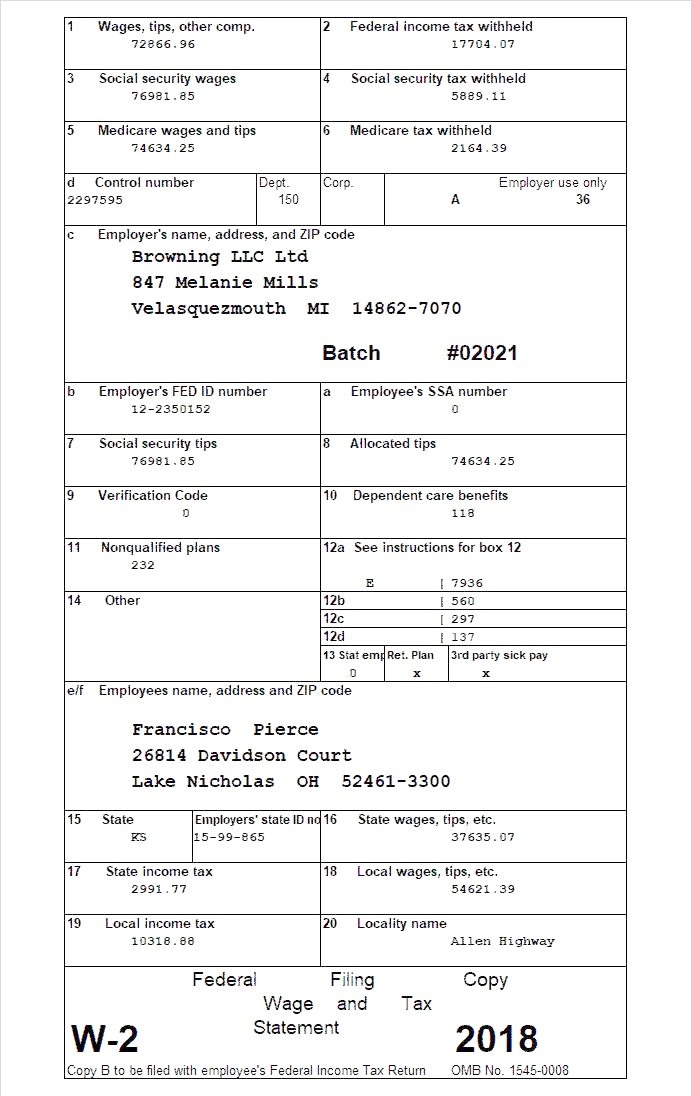 1 Wages, tips, other comp. 2 Federal income tax withheld
72866.96 17704.07
3 Social security wages 4 Social security tax withheld
76981.85 5889.11
5 Medicare wages and tips 6 Medicare tax withheld
74634.25 2164.39
d Control number Dept. Corp. Employer use only
2297595 150 A 36
c Employer's name, address, and ZIP code
Browning LLC Ltd
847 Melanie Mills
Velasquezmouth MI 14862-7070
Batch #02021
b Employer's FED ID number a Employee's SSA number
12-2350152 0
7 Social security tips 8 Allocated tips
76981.85 74634.25
9 Verification Code 10 Dependent care benefits
0 118
11 Nonqualified plans 12a See instructions for box 12
232
E 7936
14 Other 12b 560
12c 297
12d 137
13 Stat emp Ret. Plan 3rd party sick pay
0 x x
e/f Employees name, address and ZIP code
Francisco Pierce
26814 Davidson Court
Lake Nicholas OH 52461-3300
15 State Employers' state ID no 16 State wages, tips, etc.
KS 15-99-865 37635.07
17 State income tax 18 Local wages, tips, etc.
2991.77 54621.39
19 Local income tax 20 Locality name
10318.88 Allen Highway
Federal Filing Copy
Wage and Tax
Statement
W-2 2018
Copy B to be filed with employee's Federal Income Tax Return OMB No. 1545-0008